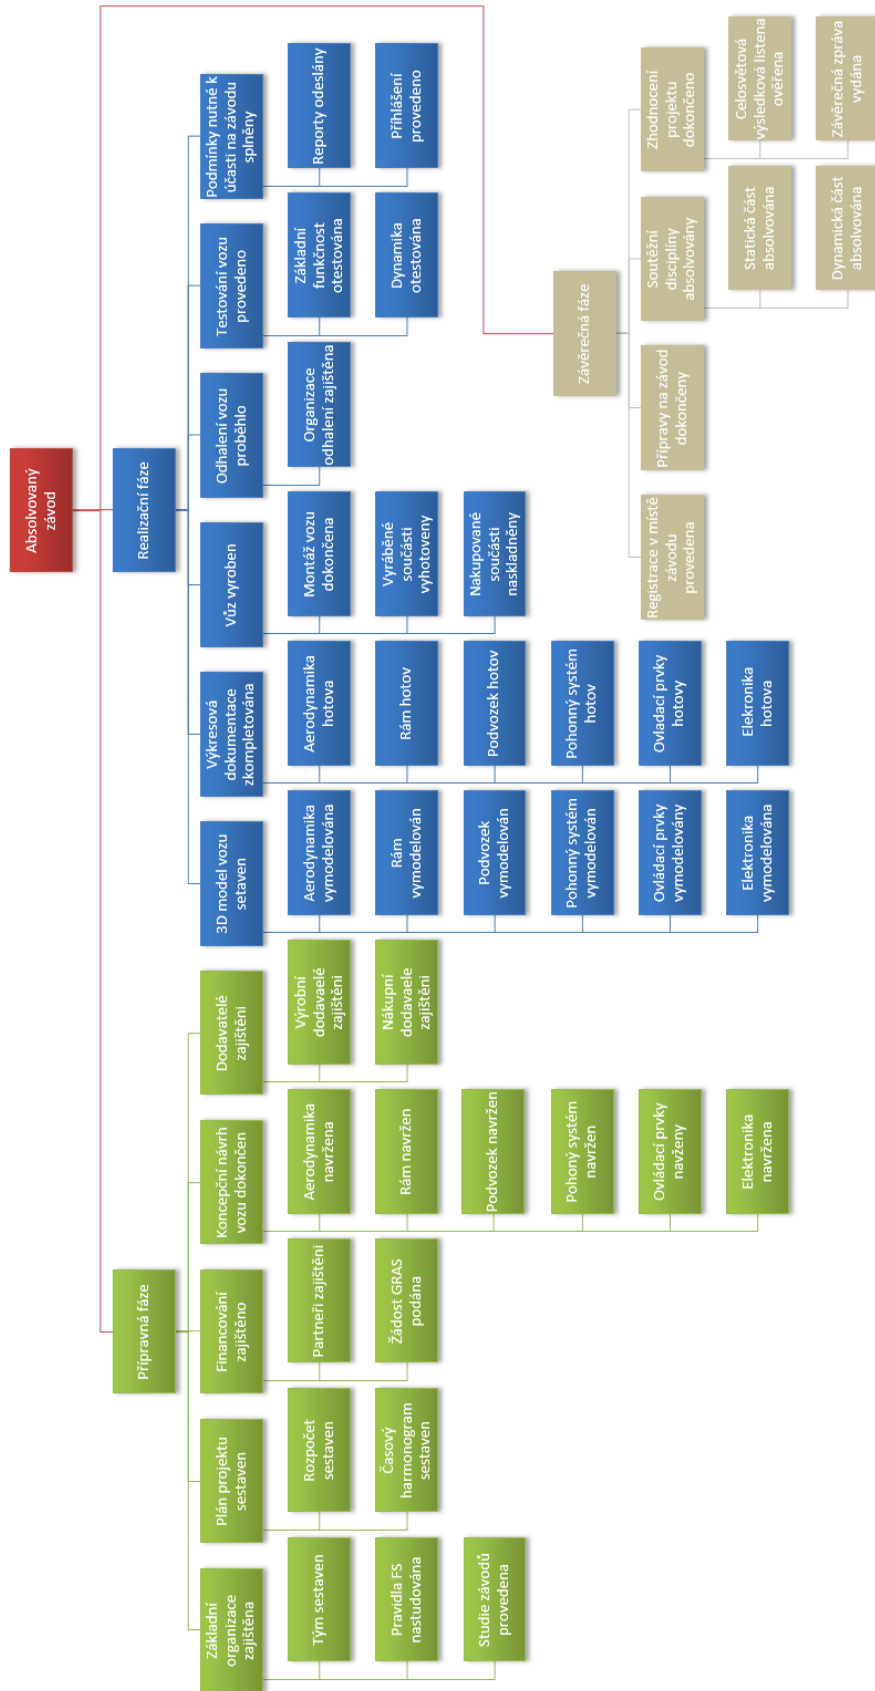 Absolvovaný
závod
Přípravná fáze
Základní
organizace
zajištěna
Tým sestaven
Pravidla FS
nastudována
Studie závodů
provedena
Plán projektu
sestaven
Rozpočet
sestaven
Časový
harmonogram
sestaven
Financování
zajištěno
Partneři zajištěni
Žádost GRAS
podána
Koncepční návrh
vozu dokončen
Aerodynamika
navržena
Rám navržen
Podvozek navržen
Pohoný systém
navržen
Ovládací prvky
navženy
Elektronika
navržena
Dodavatelé
zajištěni
Výrobní
dodavaelé
zajištěni
Nákupní
dodavaele
zajištěni
Realizační fáze
3D model vozu
setaven
Aerodynamika
vymodelována
Rám
vymodelován
Podvozek
vymodelován
Pohonný systém
vymodelován
Ovládací prvky
vymodelovány
Elektronika
vymodelována
Výkresová
dokumentace
zkompletována
Aerodynamika
hotova
Rám hotov
Podvozek hotov
Pohonný systém
hotov
Ovladací prvky
hotovy
Elekronika
hotova
Vůz vyroben
Montáž vozu
dokončena
Vyráběné
součásti
vyhotoveny
Nakupované
součásti
naskladněny
Odhalení vozu
proběhlo
Organizace
odhalení zajištěna
Testování vozu
provedeno
Základní
funkčnost
otestována
Dynamika
otestována
Podmínky nutné k
účasti na závodu
splněny
Reporty odeslány
Přihlášení
provedeno
Závěrečná fáze
Registrace v místě
závodu
provedena
Přípravy na závod
dokončeny
Soutěžní
disciplíny
absolvovány
Statická část
absolvována
Dynamická část
absolvována
Zhodnocení
projektu
dokončeno
Celosvětová
výsledková listena
ověřena
Závěrečná zpráva
vydána